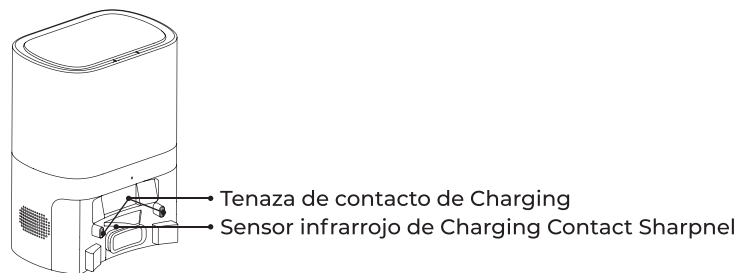 Tenaza de contacto de Charging
Sensor infrarrojo de Charging Contact Sharpnel